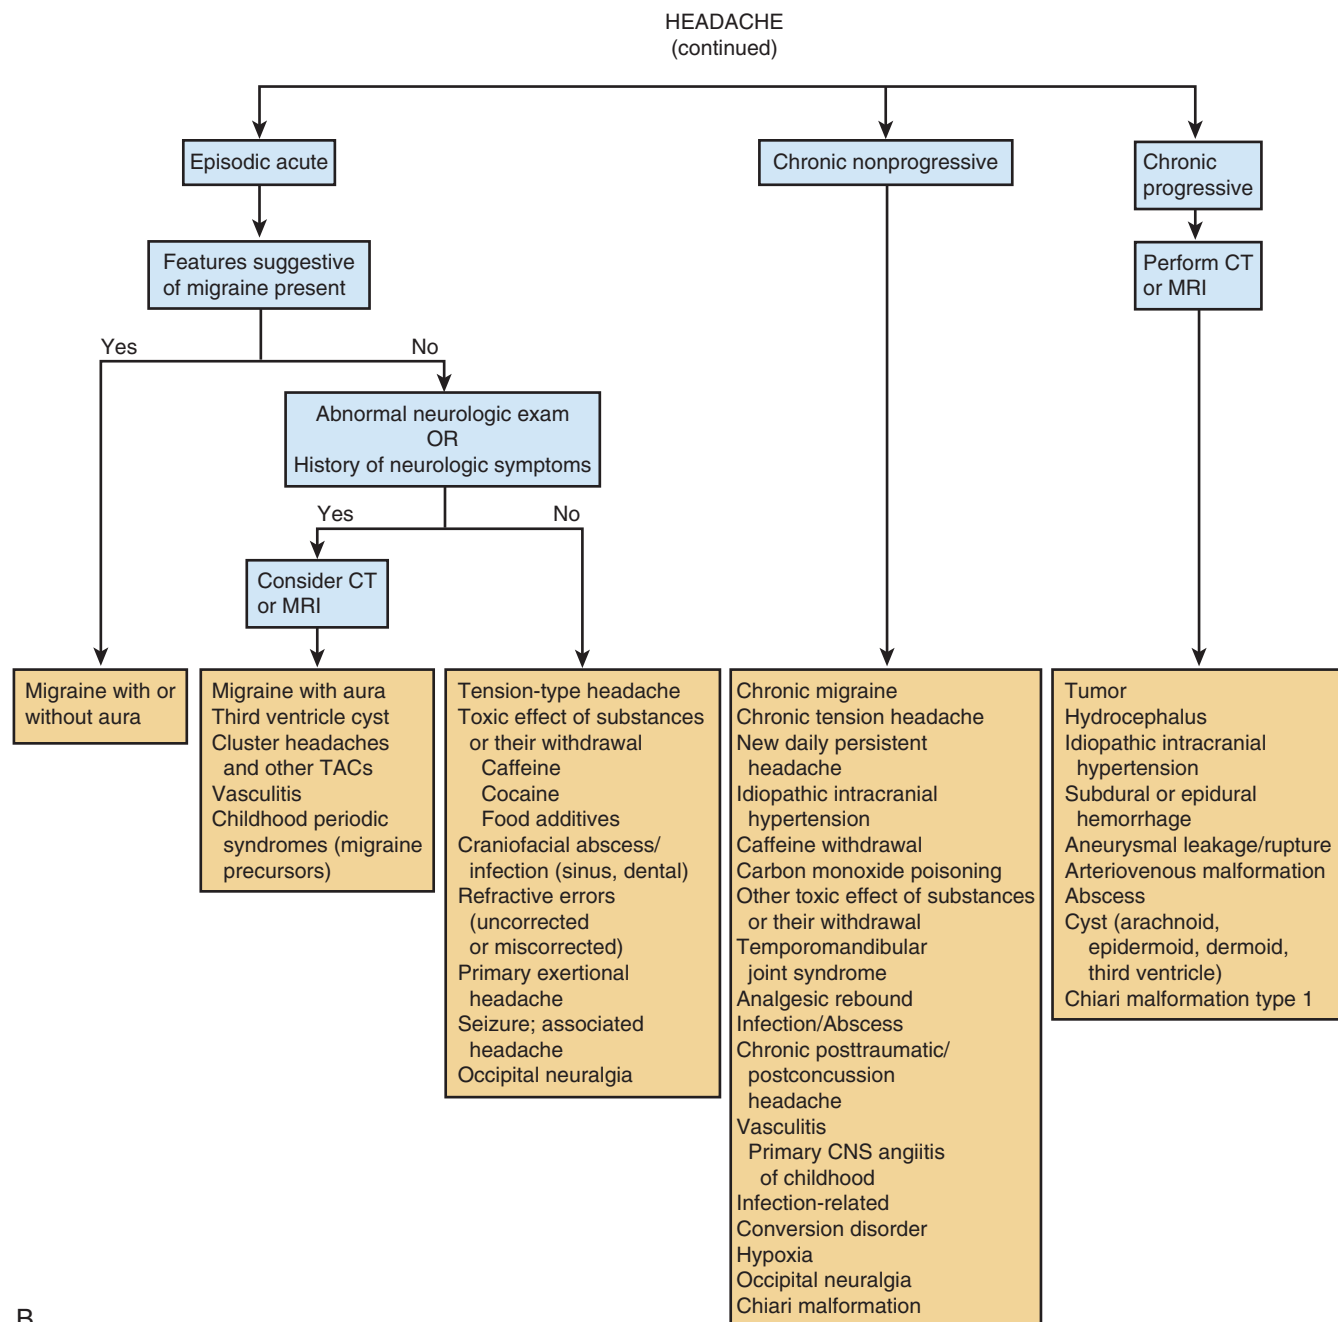 HEADACHE
(continued)
Episodic acute
Chronic nonprogressive
Chronic
progressive
Features suggestive
of migraine present
Perform CT
or MRI
Yes
No
Abnormal neurologic exam
OR
History of neurologic symptoms
Yes
No
Consider CT
or MRI
Migraine with or
without aura
Migraine with aura
Third ventricle cyst
Cluster headaches
and other TACs
Vasculitis
Childhood periodic
syndromes (migraine
precursors)
Tension-type headache
Toxic effect of substances
or their withdrawal
Caffeine
Cocaine
Food additives
Craniofacial abscess/
infection (sinus, dental)
Refractive errors
(uncorrected
or miscorrected)
Primary exertional
headache
Seizure; associated
headache
Occipital neuralgia
Chronic migraine
Chronic tension headache
New daily persistent
headache
Idiopathic intracranial
hypertension
Caffeine withdrawal
Carbon monoxide poisoning
Other toxic effect of substances
or their withdrawal
Temporomandibular
joint syndrome
Analgesic rebound
Infection/Abscess
Chronic posttraumatic/
postconcussion
headache
Vasculitis
Primary CNS angiitis
of childhood
Infection-related
Conversion disorder
Hypoxia
Occipital neuralgia
Chiari malformation
Tumor
Hydrocephalus
Idiopathic intracranial
hypertension
Subdural or epidural
hemorrhage
Aneurysmal leakage/rupture
Arteriovenous malformation
Abscess
Cyst (arachnoid,
epidermoid, dermoid,
third ventricle)
Chiari malformation type 1
B